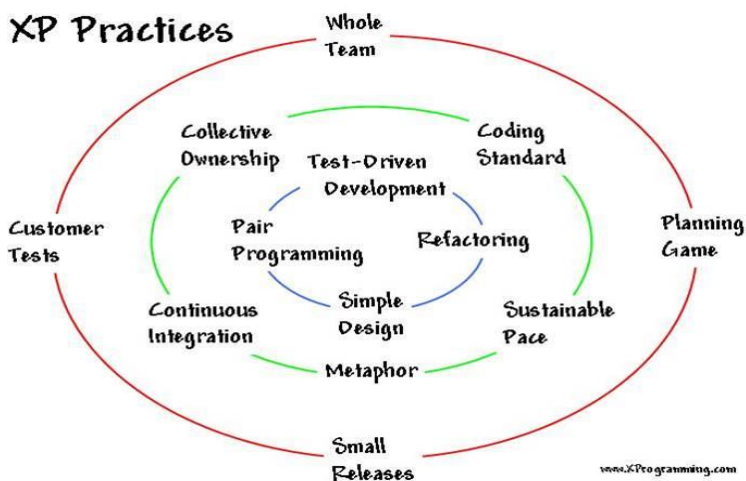 XP Practices
Whole
Team
Collective
Ownership
Coding
Standard
Test-Driven
Development
Customer
Tests
Pair
Programming
Refactoring
Planning
Game
Continuous
Integration
Simple
Design
Sustainable
Pace
Metaphor
Small
Releases
www.XProgramming.com